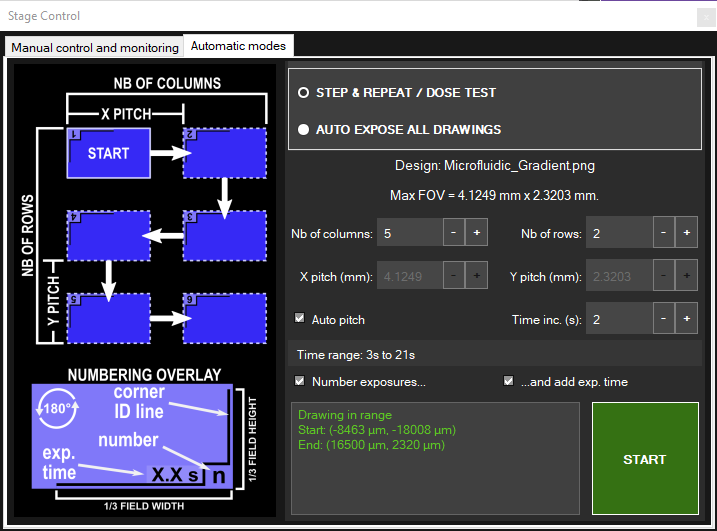 Stage Control
x
Manual control and monitoring
Automatic modes
NB OF COLUMNS
X PITCH
NB OF ROWS
Y PITCH
1
START
2
4
3
5
6
NUMBERING OVERLAY
180°
corner
ID line
number
exp.
time
X.X s
n
1/3 FIELD HEIGHT
1/3 FIELD WIDTH
STEP & REPEAT / DOSE TEST
AUTO EXPOSE ALL DRAWINGS
Design: Microfluidic_Gradient.png
Max FOV = 4.1249 mm x 2.3203 mm.
Nb of columns: 5 - + Nb of rows: 2 - +
X pitch (mm): 4.1249 - + Y pitch (mm): 2.3203 - +
Auto pitch Time inc. (s): 2 - +
Time range: 3s to 21s
Number exposures... ...and add exp. time
Drawing in range
Start: (-8463 µm, -18008 µm)
End: (16500 µm, 2320 µm)
START